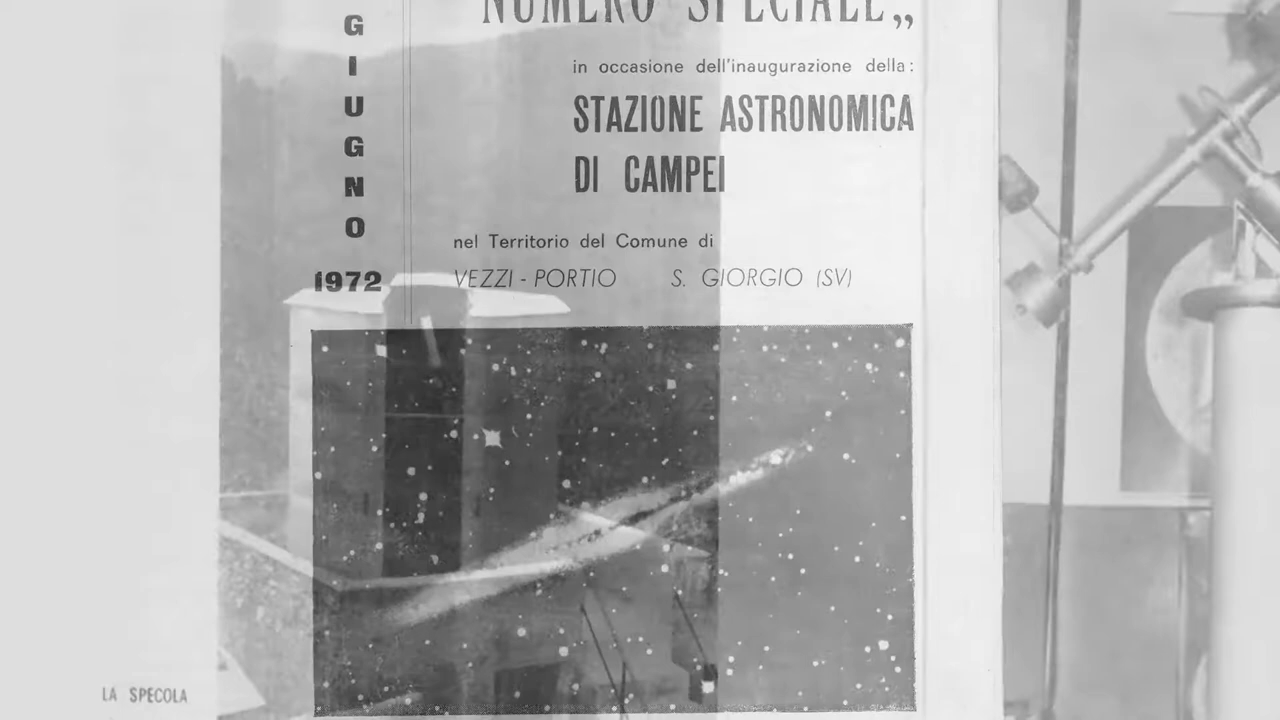 NUMERO SPECIALE„
in occasione dell'inaugurazione della:
STAZIONE ASTRONOMICA
DI CAMPEI
nel Territorio del Comune di
VEZZI - PORTIO S. GIORGIO (SV)
GIUGNO
1972
LA SPECOLA